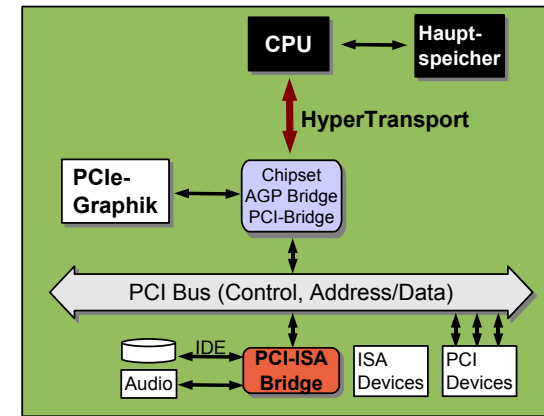 CPU
Haupt-
speicher
HyperTransport
PCIe-
Graphik
Chipset
AGP Bridge
PCI-Bridge
PCI Bus (Control, Address/Data)
IDE
Audio
PCI-ISA
Bridge
ISA
Devices
PCI
Devices